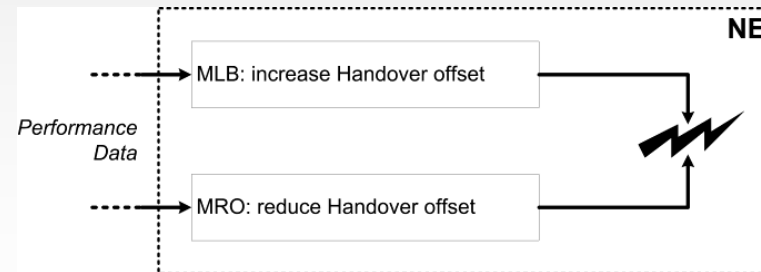 NE
MLB: increase Handover offset
Performance
Data
MRO: reduce Handover offset